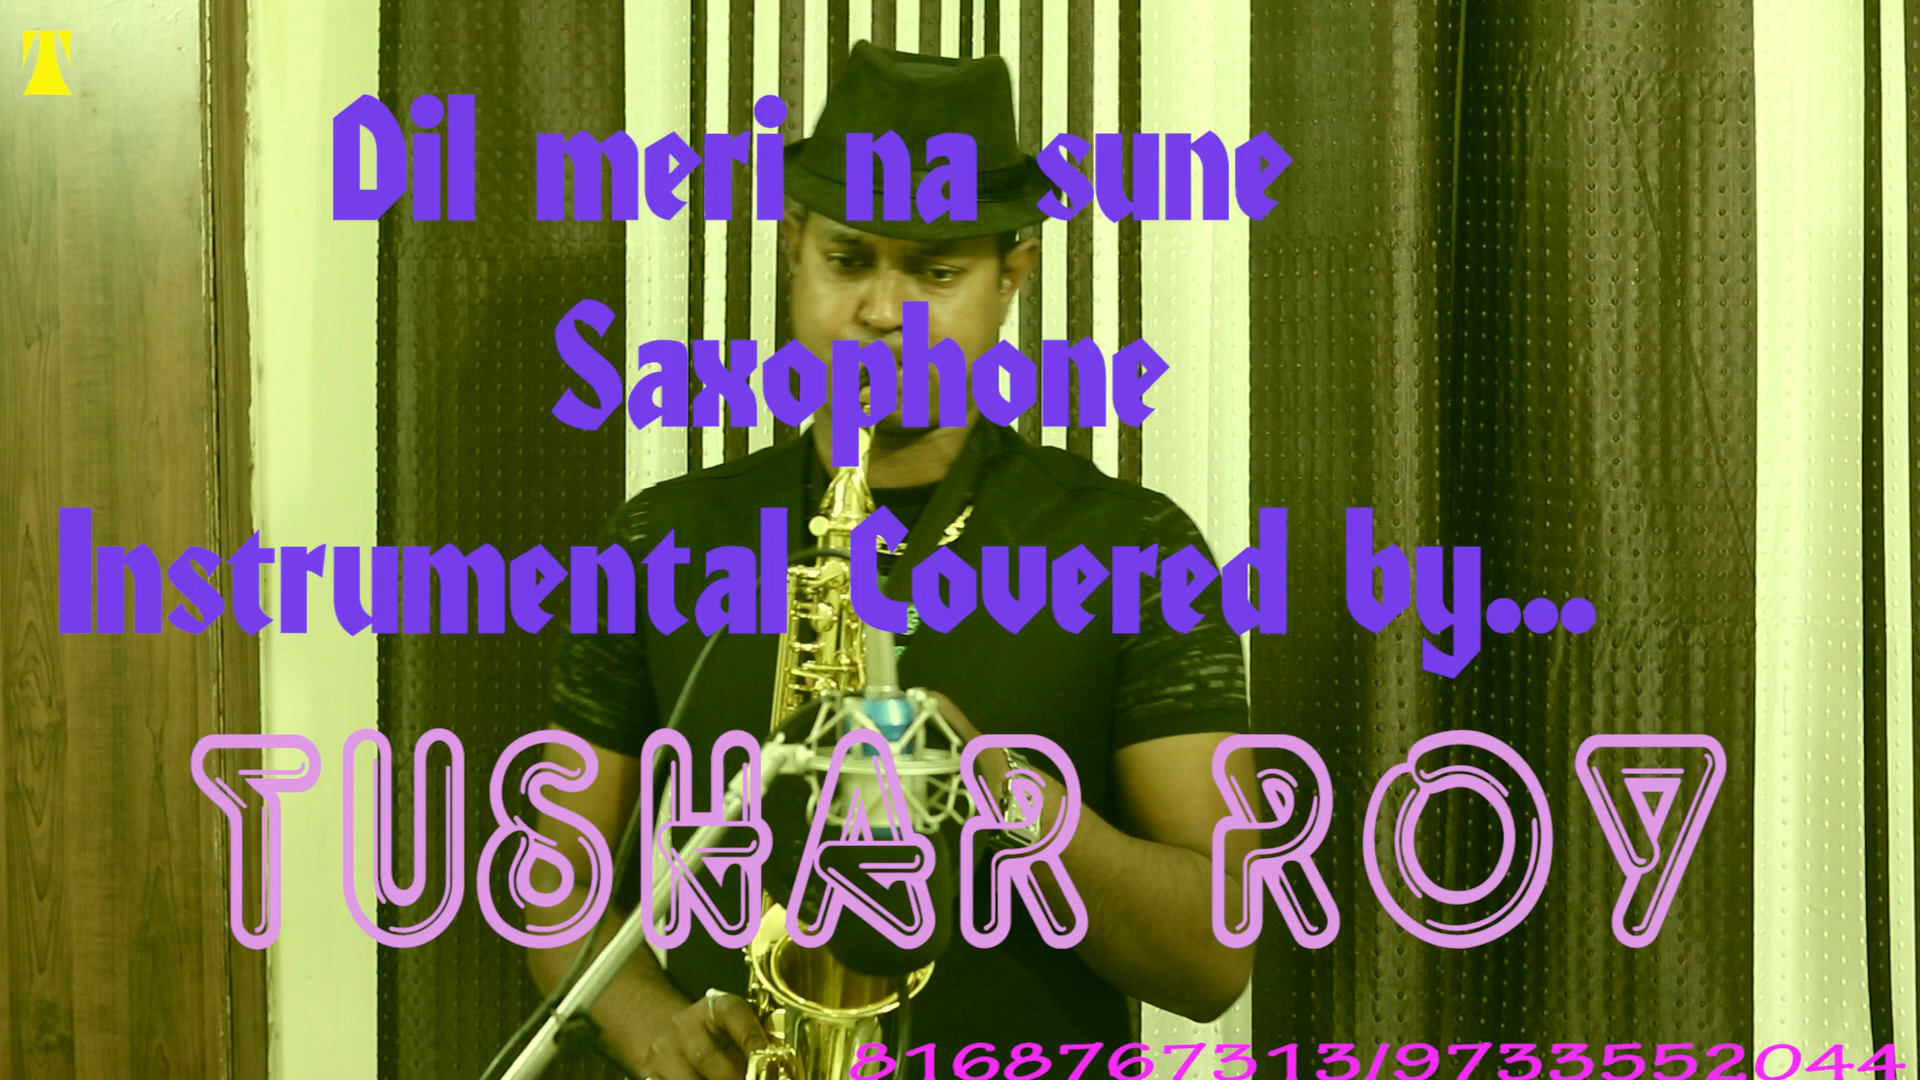 T
Dil meri na sune
Saxophone
Instrumental Covered by...
TUSHAR ROY
8168767313/9733552044